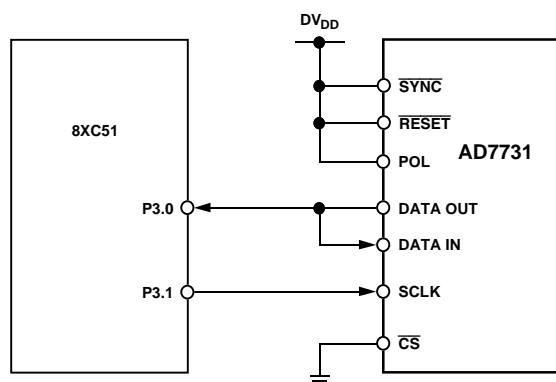 DVDD
SYNC
8XC51
RESET
AD7731
POL
P3.0
DATA OUT
DATA IN
P3.1
SCLK
CS